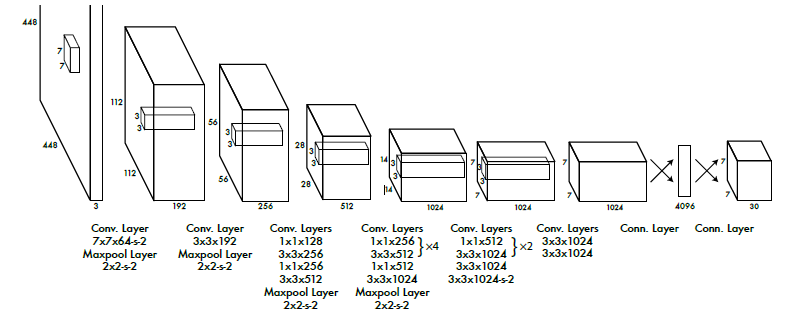 448
7
7
448
3
112
3
3
112
192
56
3
3
56
256
28
3
3
28
512
14
3
3
14
1024
7
3
3
7
1024
7
7
1024
4096
7
7
30
Conv. Layer
7x7x64-s-2
Maxpool Layer
2x2-s-2
Conv. Layer
3x3x192
Maxpool Layer
2x2-s-2
Conv. Layers
1x1x128
3x3x256
1x1x256
3x3x512
Maxpool Layer
2x2-s-2
Conv. Layers
1x1x256
3x3x512 }×4
1x1x512
3x3x1024
Maxpool Layer
2x2-s-2
Conv. Layers
1x1x512
3x3x1024 }×2
3x3x1024
3x3x1024-s-2
Conv. Layers
3x3x1024
3x3x1024
Conn. Layer
Conn. Layer